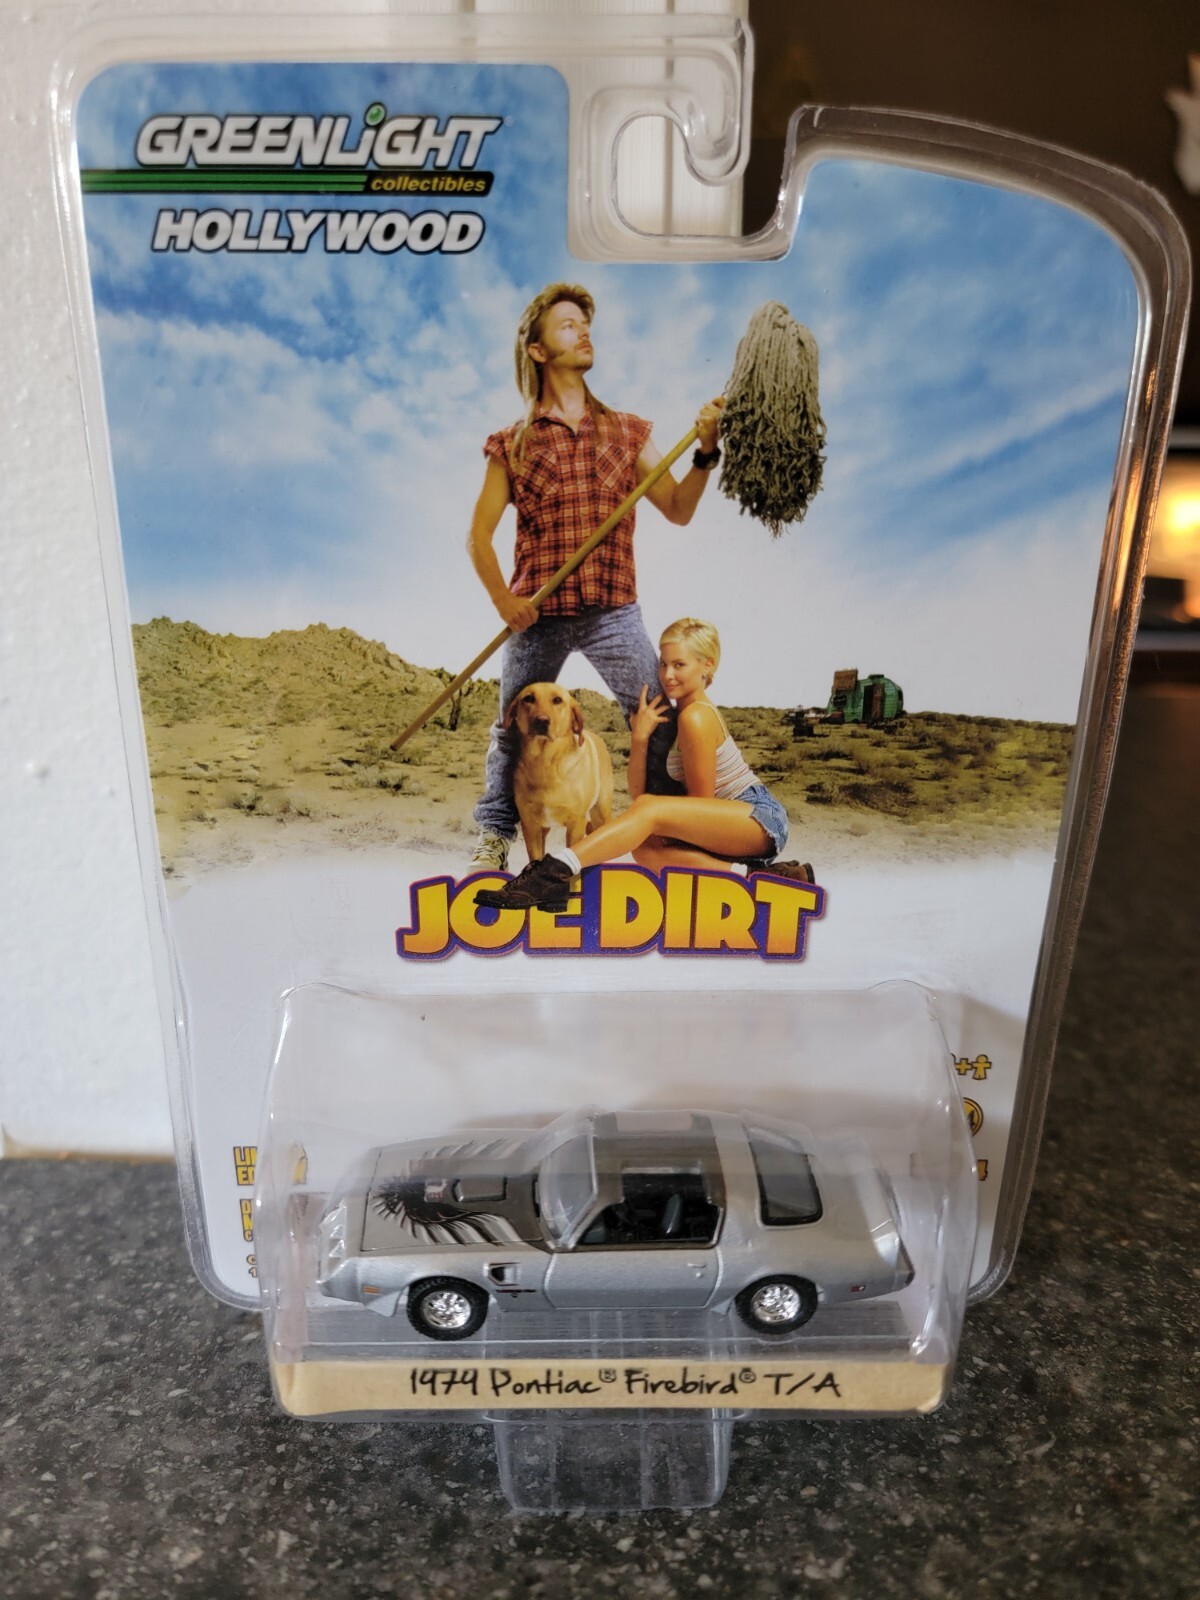 GREENLiGHT
collectibles
HOLLYWOOD
JOE DIRT
1979 Pontiac® Firebird® T/A